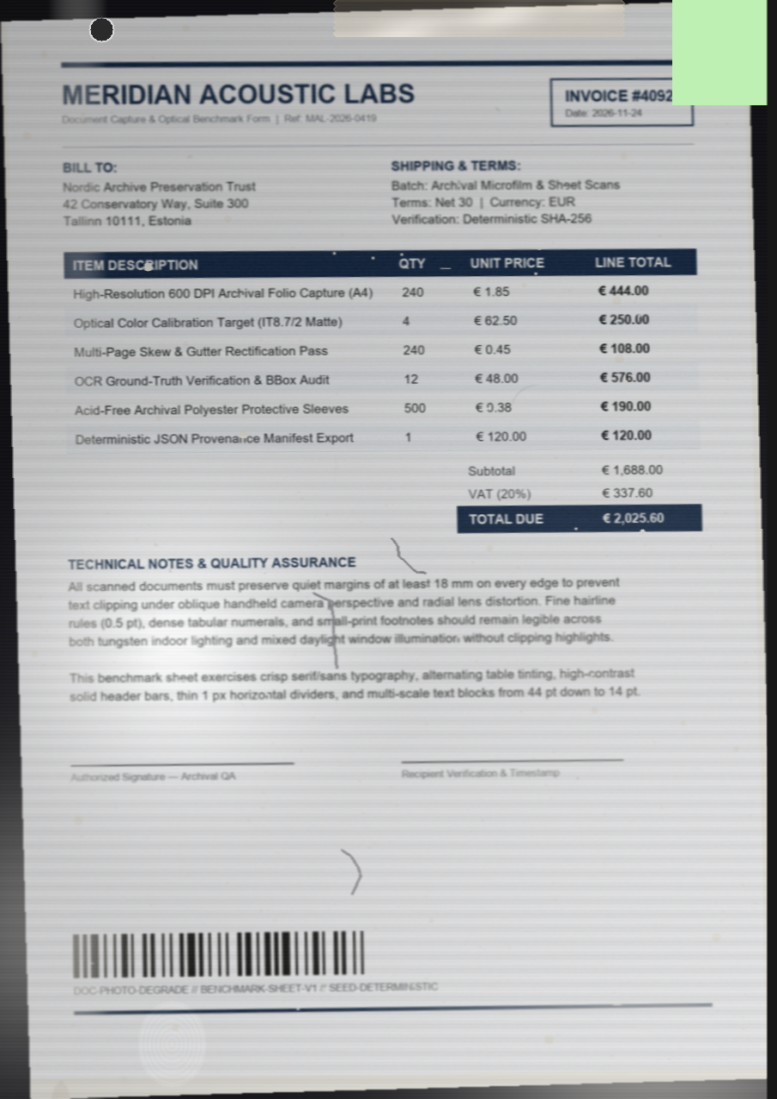 MERIDIAN ACOUSTIC LABS
INVOICE #4092
Document Capture & Optical Benchmark Form | Ref: MAL-2026-0419
Date: 2026-11-24
BILL TO:
Nordic Archive Preservation Trust
42 Conservatory Way, Suite 300
Tallinn 10111, Estonia
SHIPPING & TERMS:
Batch: Archival Microfilm & Sheet Scans
Terms: Net 30 | Currency: EUR
Verification: Deterministic SHA-256
ITEM DESCRIPTION QTY UNIT PRICE LINE TOTAL
High-Resolution 600 DPI Archival Folio Capture (A4) 240 € 1.85 € 444.00
Optical Color Calibration Target (IT8.7/2 Matte) 4 € 62.50 € 250.00
Multi-Page Skew & Gutter Rectification Pass 240 € 0.45 € 108.00
OCR Ground-Truth Verification & BBox Audit 12 € 48.00 € 576.00
Acid-Free Archival Polyester Protective Sleeves 500 € 0.38 € 190.00
Deterministic JSON Provenance Manifest Export 1 € 120.00 € 120.00
Subtotal € 1,688.00
VAT (20%) € 337.60
TOTAL DUE € 2,025.60
TECHNICAL NOTES & QUALITY ASSURANCE
All scanned documents must preserve quiet margins of at least 18 mm on every edge to prevent
text clipping under oblique handheld camera perspective and radial lens distortion. Fine hairline
rules (0.5 pt), dense tabular numerals, and small-print footnotes should remain legible across
both tungsten indoor lighting and mixed daylight window illumination without clipping highlights.
This benchmark sheet exercises crisp serif/sans typography, alternating table tinting, high-contrast
solid header bars, thin 1 px horizontal dividers, and multi-scale text blocks from 44 pt down to 14 pt.
Authorized Signature — Archival QA
Recipient Verification & Timestamp
DOC-PHOTO-DEGRADE // BENCHMARK-SHEET-V1 // SEED-DETERMINISTIC